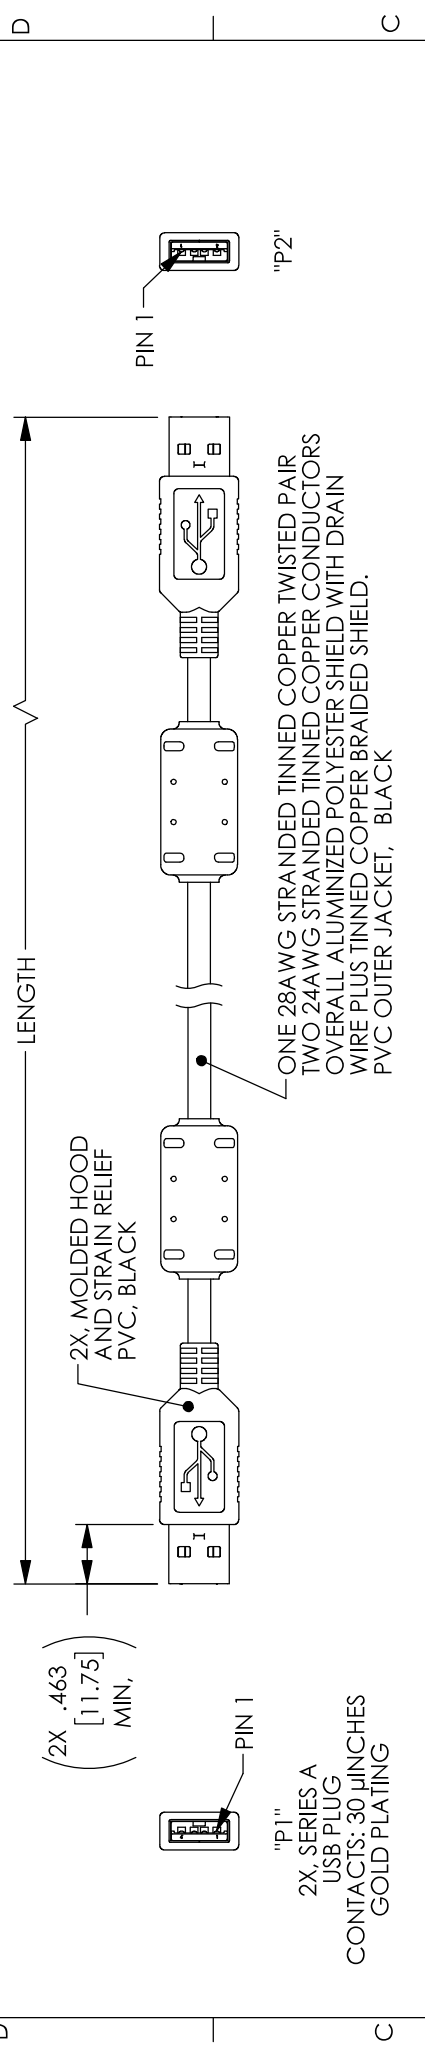 D
C
LENGTH
2X .463
[11.75]
MIN,
2X, MOLDED HOOD
AND STRAIN RELIEF
PVC, BLACK
PIN 1
PIN 1
"P1"
2X, SERIES A
USB PLUG
CONTACTS: 30 µINCHES
GOLD PLATING
ONE 28AWG STRANDED TINNED COPPER TWISTED PAIR
TWO 24AWG STRANDED TINNED COPPER CONDUCTORS
OVERALL ALUMINIZED POLYESTER SHIELD WITH DRAIN
WIRE PLUS TINNED COPPER BRAIDED SHIELD.
PVC OUTER JACKET, BLACK
"P2"
D
C